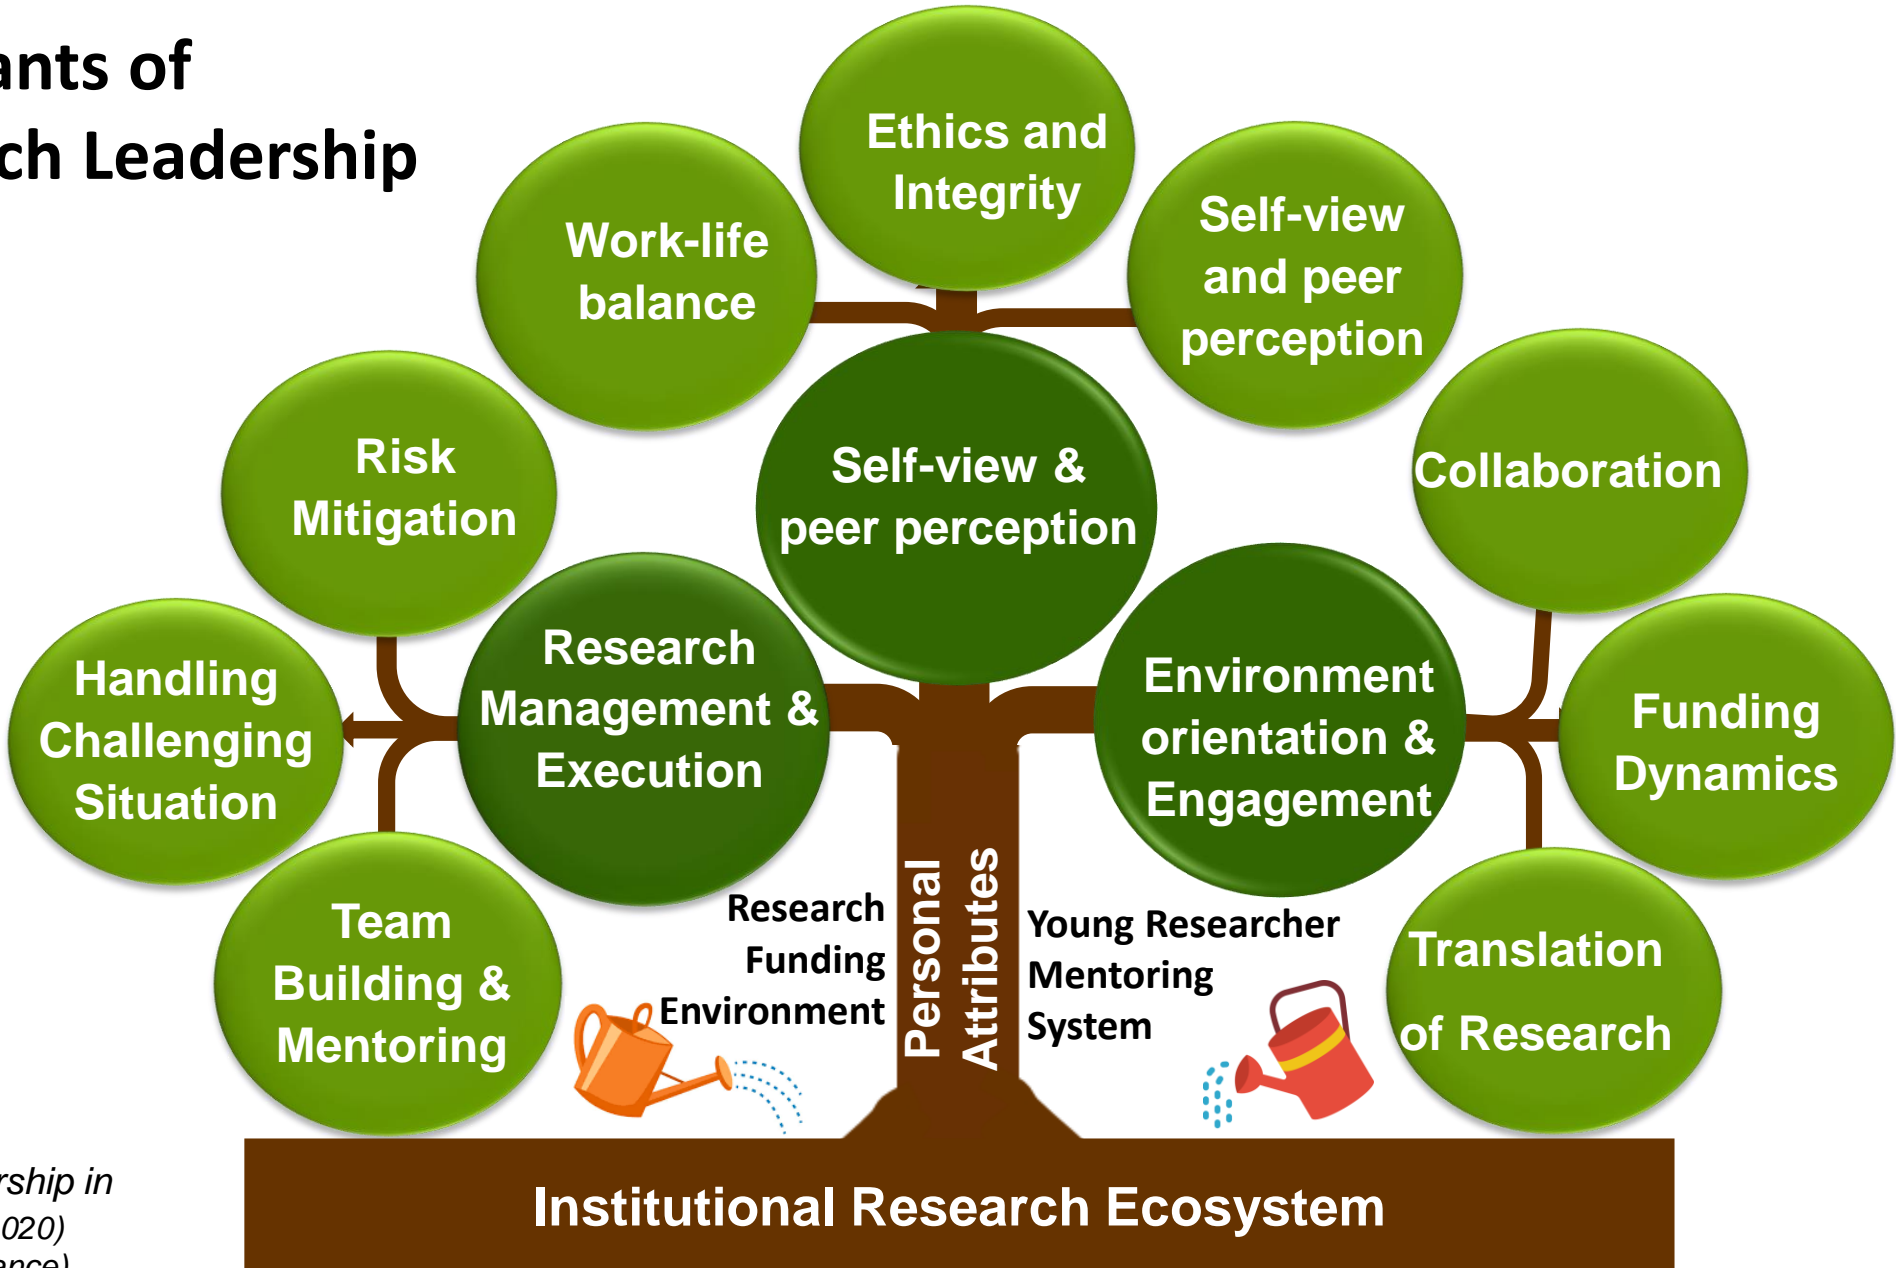 ants of
ch Leadership
Ethics and
Integrity
Work-life
balance
Self-view
and peer
perception
Risk
Mitigation
Self-view &
peer perception
Collaboration
Handling
Challenging
Situation
Research
Management &
Execution
Environment
orientation &
Engagement
Funding
Dynamics
Team
Building &
Mentoring
Research
Funding
Environment
Personal
Attributes
Young Researcher
Mentoring
System
Translation
of Research
rship in
020)
ance)
Institutional Research Ecosystem